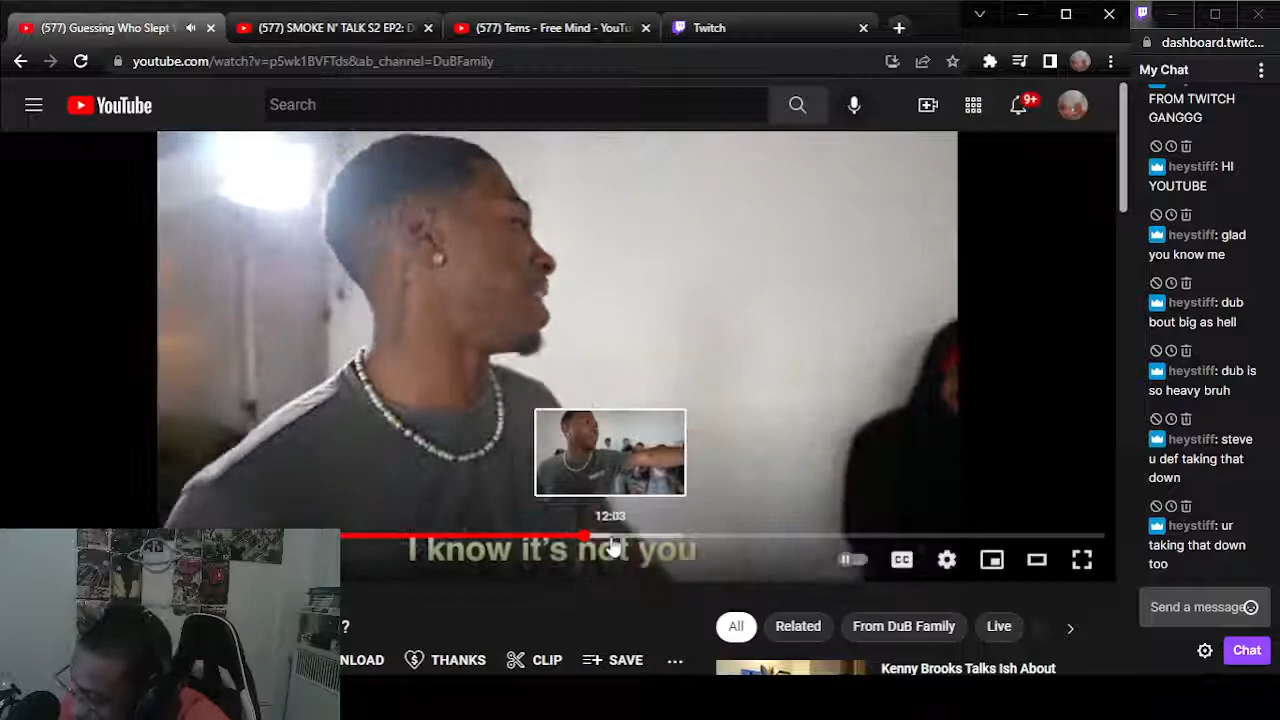 (577) Guessing Who Slept
(577) SMOKE N' TALK S2 EP2: D
(577) Tems - Free Mind - YouTu
Twitch
youtube.com/watch?v=p5wk1BVFTds&ab_channel=DuBFamily
YouTube
Search
9+
12:03
I know it's not you
CC
?
All
Related
From DuB Family
Live
NLOAD
THANKS
CLIP
SAVE
Kenny Brooks Talks Ish About
dashboard.twitc...
My Chat
FROM TWITCH
GANGGG
heystiff: HI
YOUTUBE
heystiff: glad
you know me
heystiff: dub
bout big as hell
heystiff: dub is
so heavy bruh
heystiff: steve
u def taking that
down
heystiff: ur
taking that down
too
Send a message
Chat